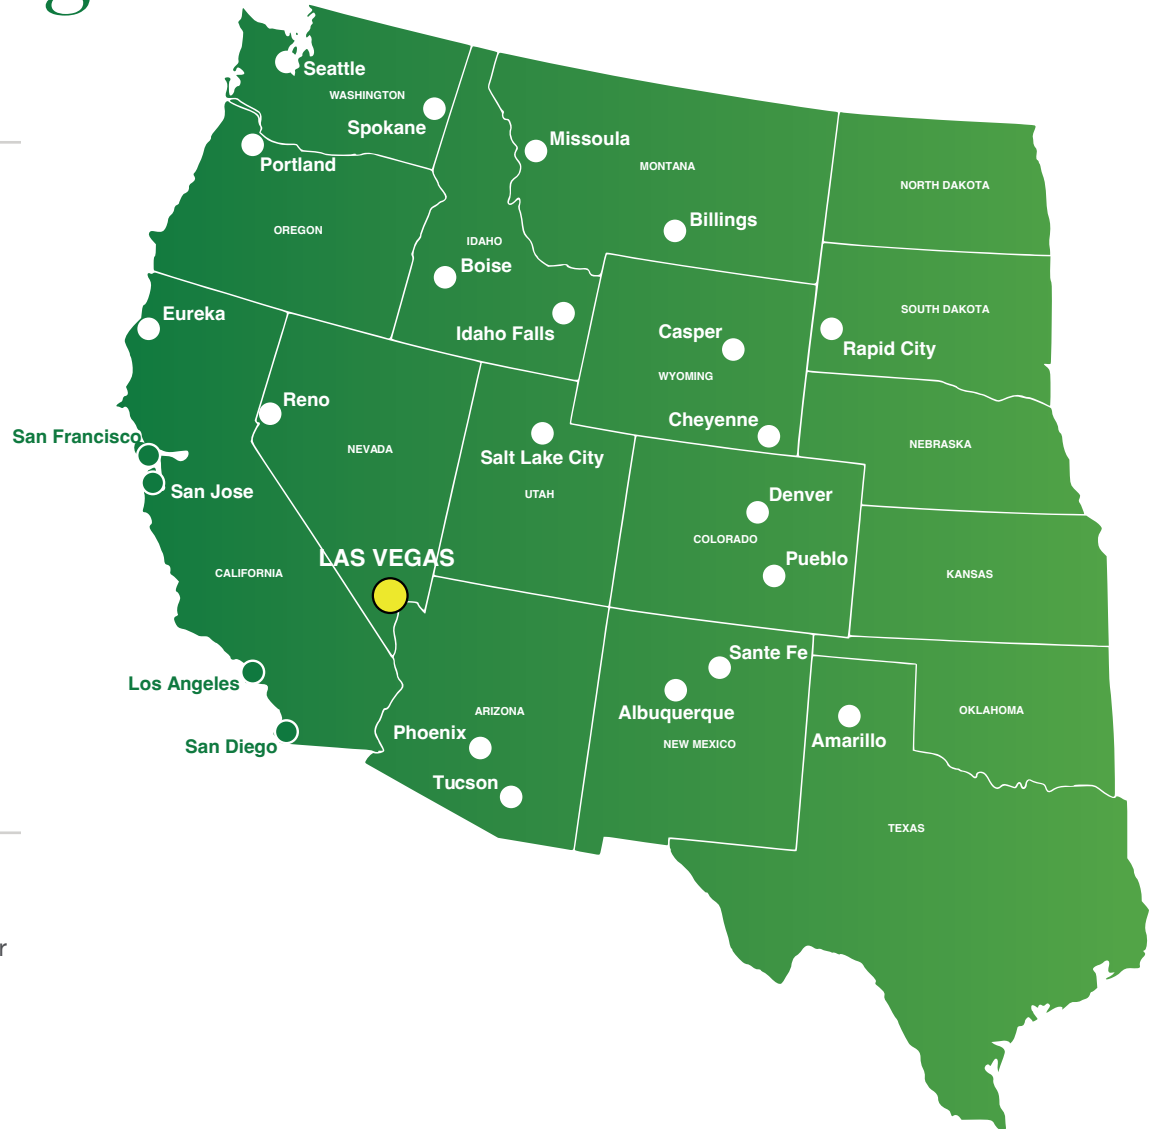 g
Seattle
WASHINGTON
Spokane
Missoula
Portland
MONTANA
NORTH DAKOTA
Billings
OREGON
IDAHO
Boise
Eureka
SOUTH DAKOTA
Idaho Falls
Casper
Rapid City
WYOMING
Reno
Cheyenne
San Francisco
NEVADA
NEBRASKA
Salt Lake City
San Jose
UTAH
Denver
COLORADO
LAS VEGAS
Pueblo
CALIFORNIA
KANSAS
Sante Fe
Los Angeles
ARIZONA
Albuquerque
OKLAHOMA
Phoenix
San Diego
NEW MEXICO
Amarillo
Tucson
TEXAS
r